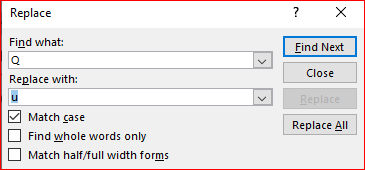 Replace ? ×
Find what:
Q
Find Next
Close
Replace with:
u
Replace
Match case
Replace All
Find whole words only
Match half/full width forms